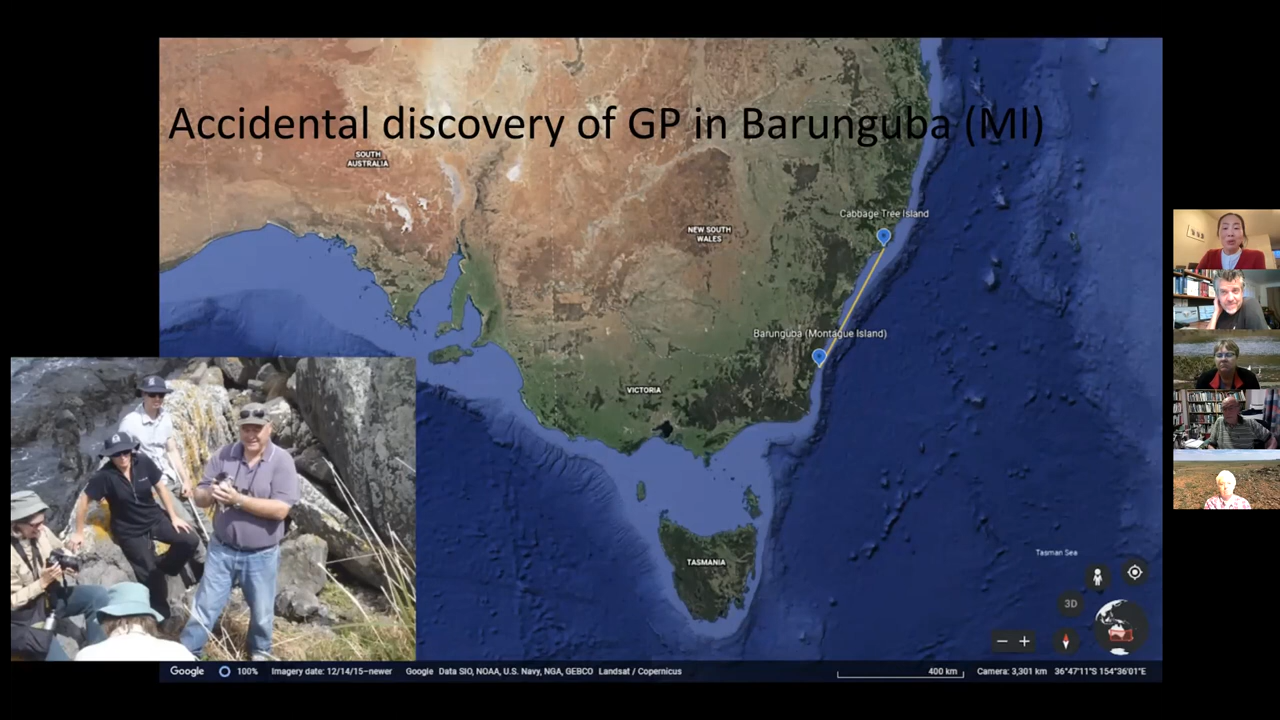 Accidental discovery of GP in Barunguba (MI)
SOUTH
AUSTRALIA
Cabbage Tree Island
NEW SOUTH
WALES
Barunguba (Montague Island)
VICTORIA
TASMANIA
Tasman Sea
3D
Google 100% Imagery date: 12/14/15–newer Google Data SIO, NOAA, U.S. Navy, NGA, GEBCO Landsat / Copernicus 400 km Camera: 3,301 km 36°47'11"S 154°36'01"E